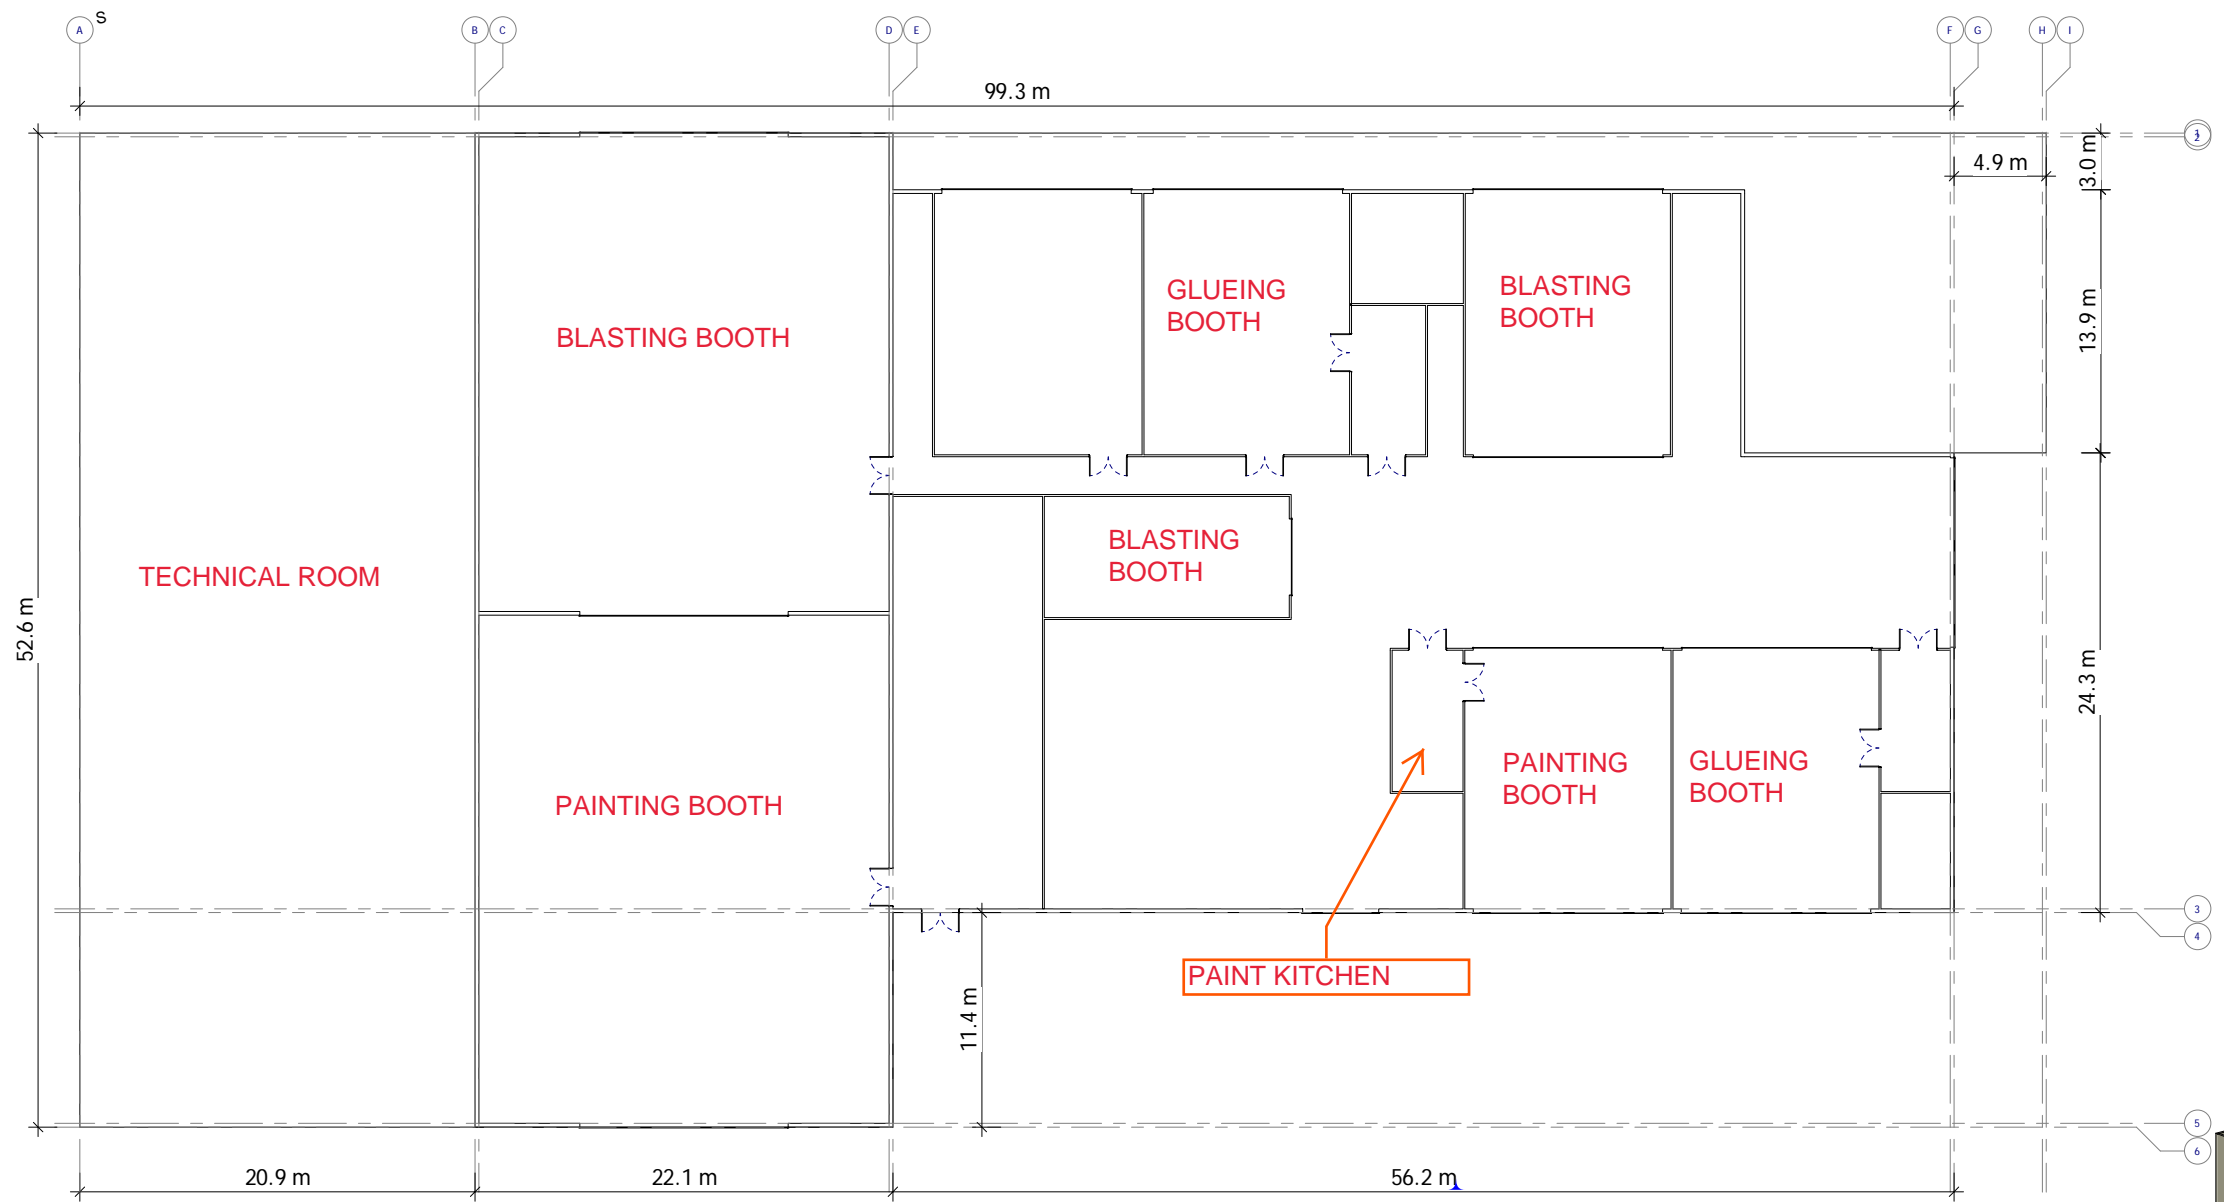 S
A
B
C
D
E
F
G
H
I
99.3 m
1
2
4.9 m
3.0 m
GLUEING
BOOTH
BLASTING
BOOTH
13.9 m
BLASTING BOOTH
BLASTING
BOOTH
TECHNICAL ROOM
52.6 m
24.3 m
PAINTING BOOTH
PAINTING
BOOTH
GLUEING
BOOTH
3
4
PAINT KITCHEN
11.4 m
5
6
20.9 m
22.1 m
56.2 m